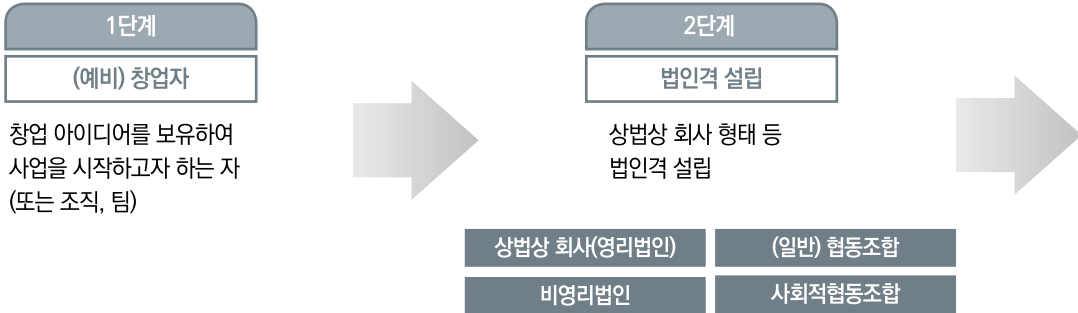 1단계
(예비) 창업자
창업 아이디어를 보유하여
사업을 시작하고자 하는 자
(또는 조직, 팀)
2단계
법인격 설립
상법상 회사 형태 등
법인격 설립
상법상 회사(영리법인)
(일반) 협동조합
비영리법인
사회적협동조합